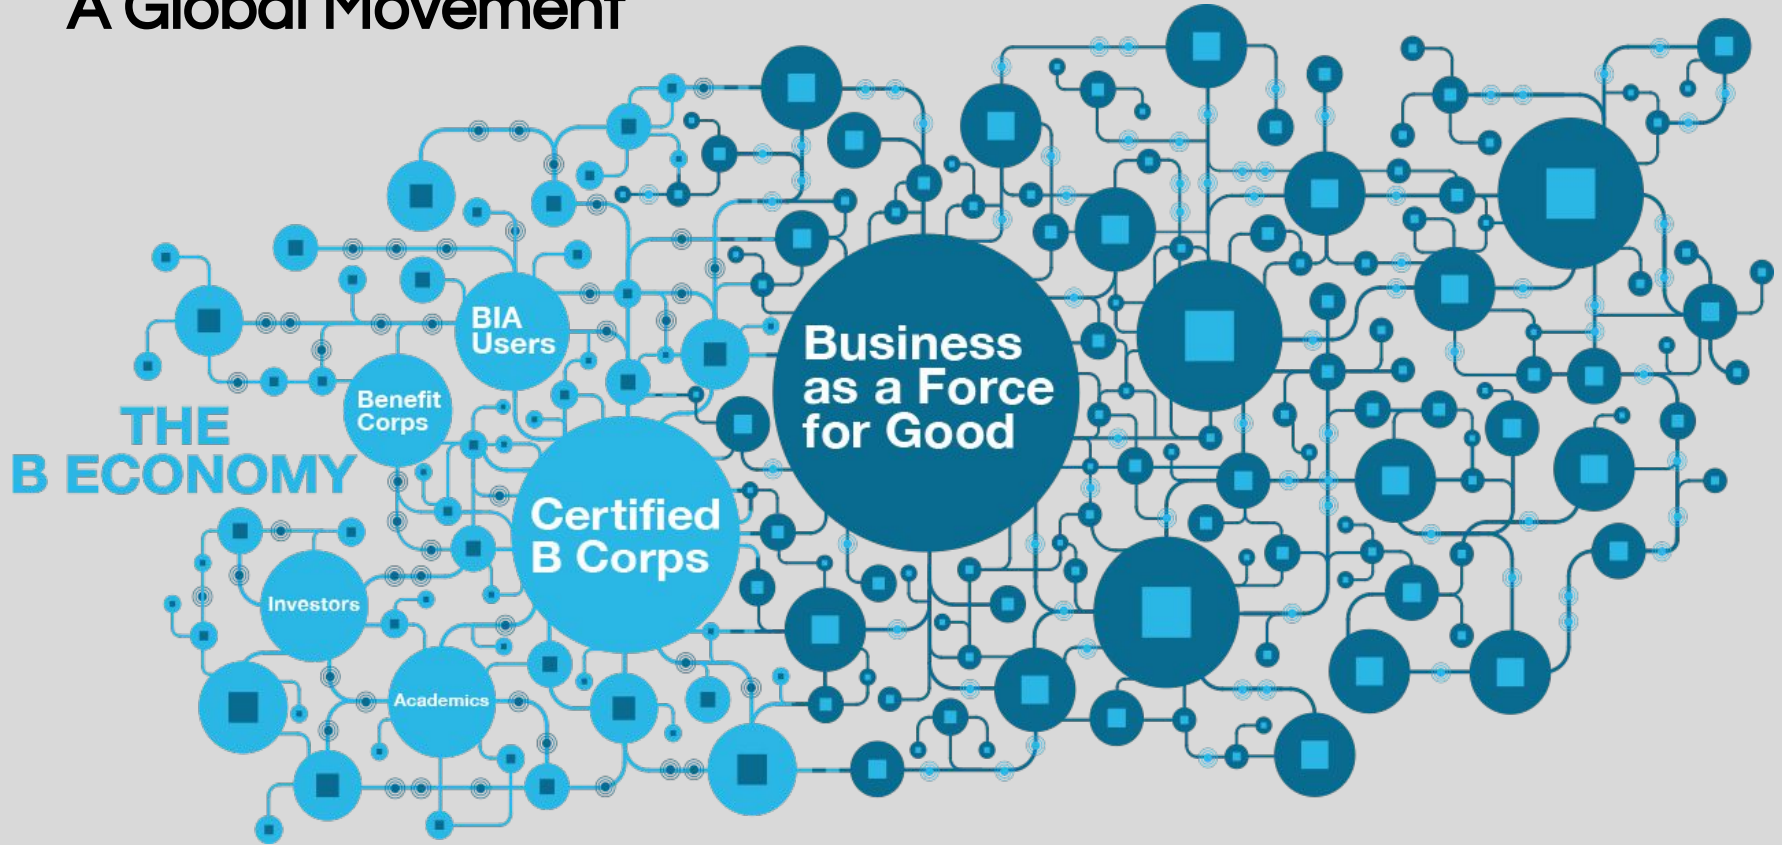 A Global Movement
BIA
Users
Benefit
Corps
THE
B ECONOMY
Certified
B Corps
Investors
Academics
Business
as a Force
for Good